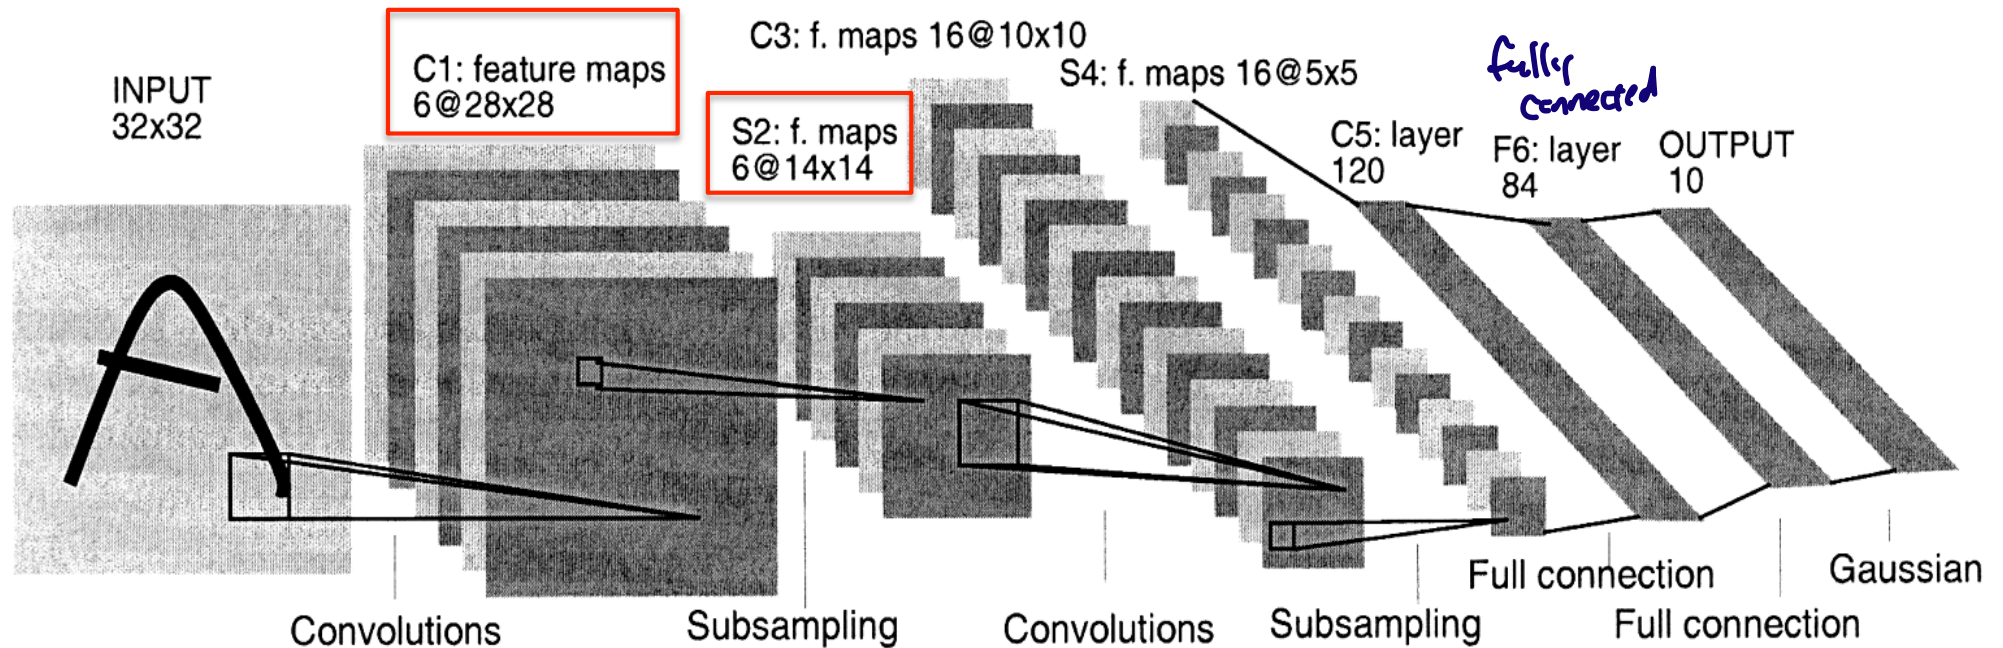 INPUT
32x32
C1: feature maps
6@28x28
S2: f. maps
6@14x14
C3: f. maps 16@10x10
S4: f. maps 16@5x5
fully
connected
C5: layer
120
F6: layer
84
OUTPUT
10
Convolutions
Subsampling
Convolutions
Subsampling
Full connection
Full connection
Gaussian